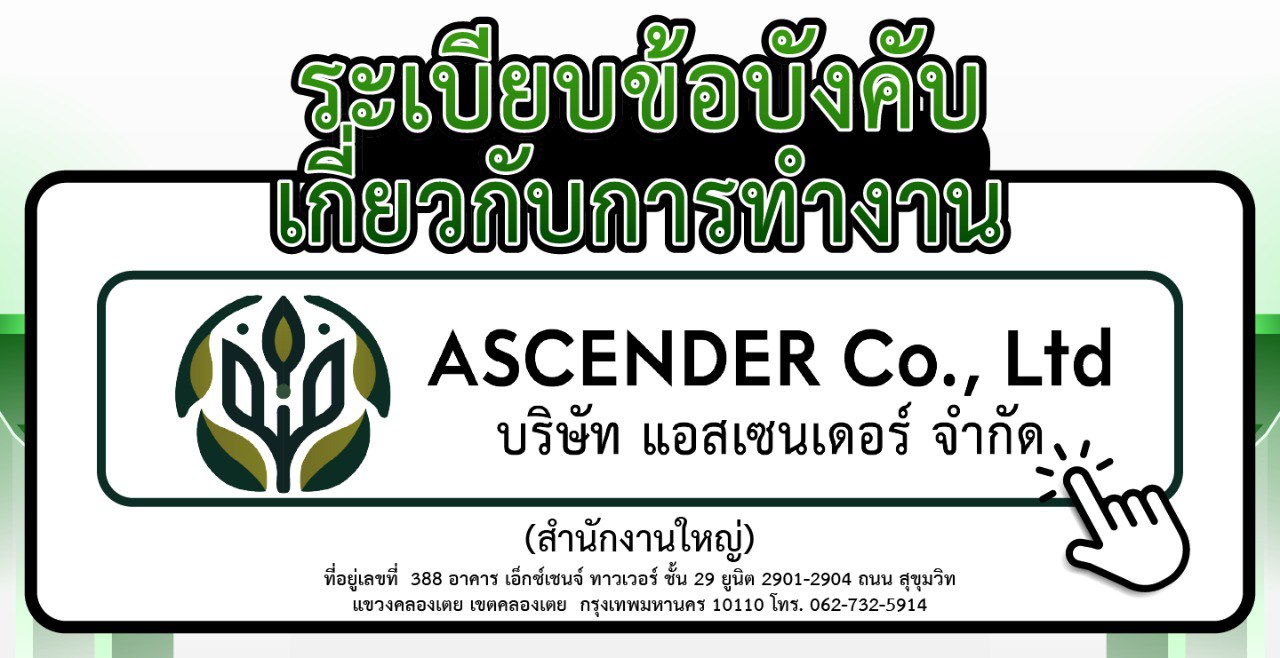 ระเบียบข้อบังคับ
เกี่ยวกับการทำงาน
ASCENDER Co., Ltd
บริษัท แอสเซนเดอร์ จำกัด
(สำนักงานใหญ่)
ที่อยู่เลขที่ 388 อาคาร เอ็กซ์เชนจ์ ทาวเวอร์ ชั้น 29 ยูนิต 2901-2904 ถนน สุขุมวิท
แขวงคลองเตย เขตคลองเตย กรุงเทพมหานคร 10110 โทร. 062-732-5914